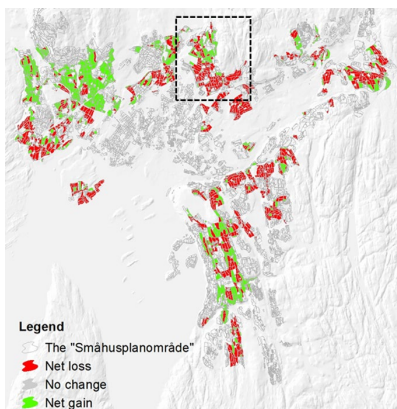 Legend
The "Småhusplanområde"
Net loss
No change
Net gain